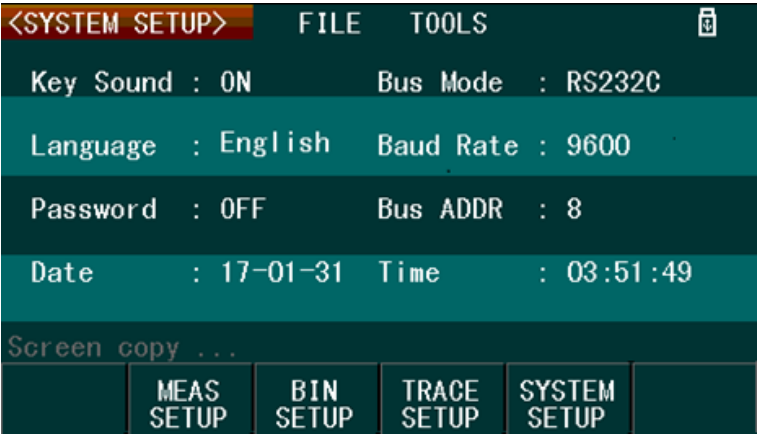 <SYSTEM SETUP> FILE TOOLS
Key Sound : ON Bus Mode : RS232C
Language : English Baud Rate : 9600
Password : OFF Bus ADDR : 8
Date : 17-01-31 Time : 03:51:49
Screen copy ...
MEAS SETUP BIN SETUP TRACE SETUP SYSTEM SETUP